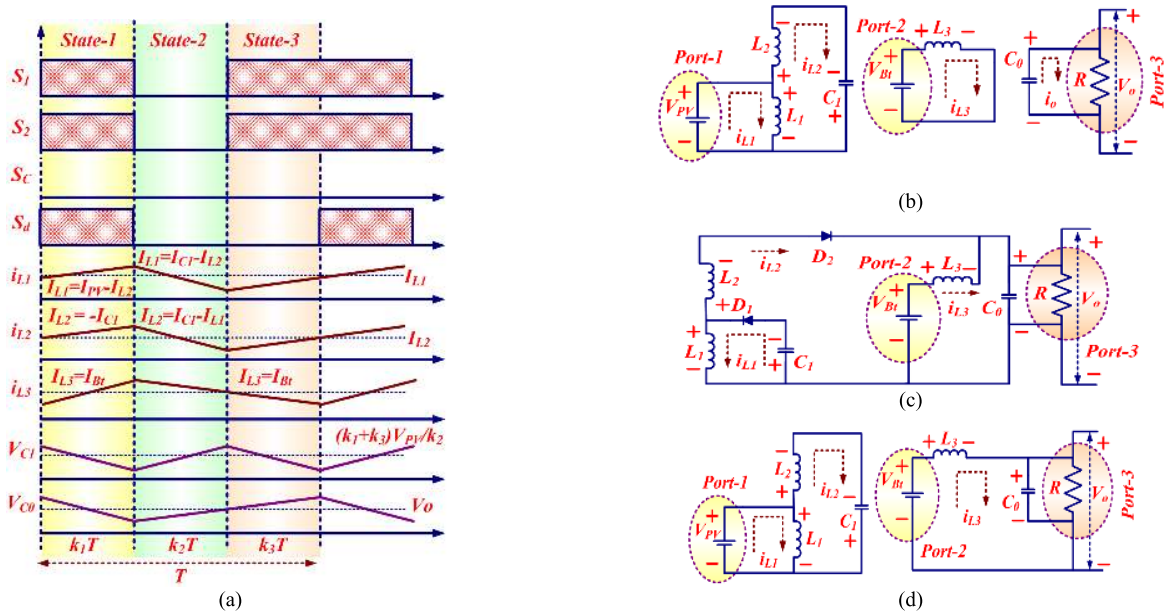 State-1 State-2 State-3
S1
S2
SC
Sd
iL1 IL1=IC1-IL2 IL1
IL1=IPV-IL2
iL2 IL2= -IC1 IL2=IC1-IL1 IL2
iL3 IL3=IBt IL3=IBt
VC1 (k1+k3)VPV/k2
VC0 Vo
k1T k2T k3T
T
(a)
Port-1
+
VPV
−
iL1
+
L1
−
−
L2
+
iL2
−
C1
+
Port-2
+
VBt
−
+ L3 −
iL3
+
C0
−
io
R
+
Vo
−
Port-3
(b)
iL2 D2
−
L2
+ D1
+
L1
−
iL1
−
C1
+
Port-2
+
VBt
−
+ L3 −
iL3
+
C0
−
R
+
Vo
−
Port-3
(c)
Port-1
+
VPV
−
iL1
+
L1
−
−
L2
+
iL2
−
C1
+
+
VBt
−
Port-2
+ L3 −
iL3
+
C0
−
R
+
Vo
−
Port-3
(d)